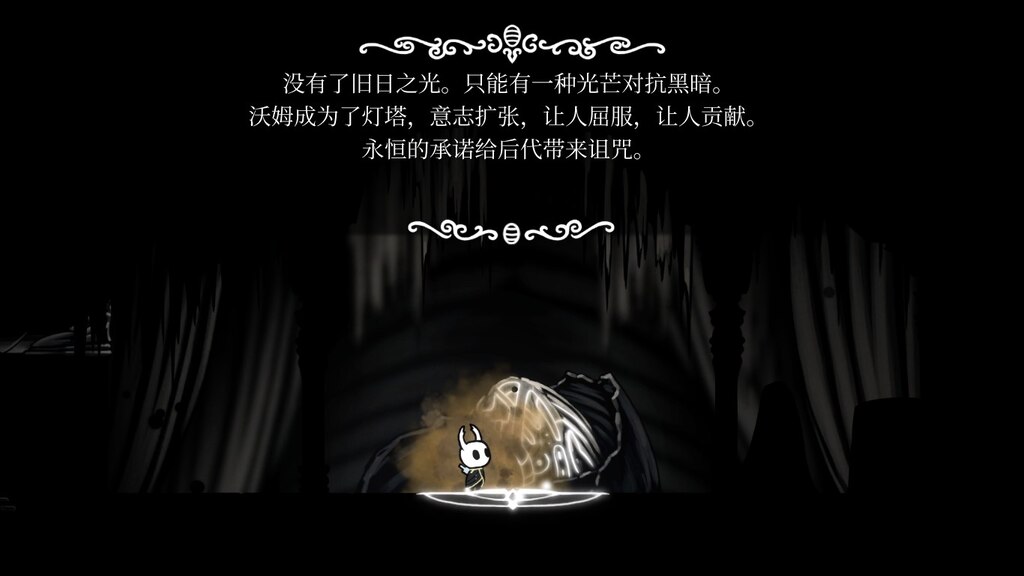 没有了旧日之光。只能有一种光芒对抗黑暗。
沃姆成为了灯塔，意志扩张，让人屈服，让人贡献。
永恒的承诺给后代带来诅咒。